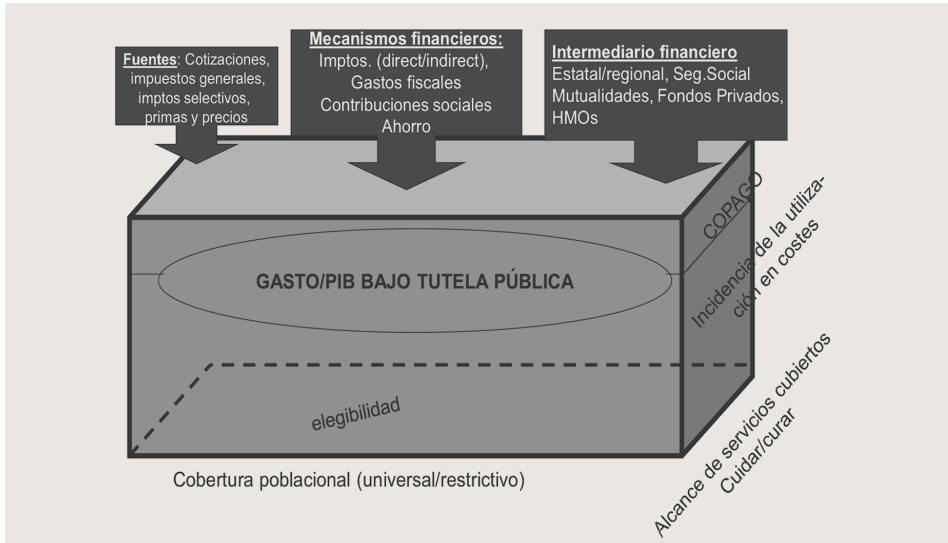 Fuentes: Cotizaciones,
impuestos generales,
imptos selectivos,
primas y precios
Mecanismos financieros:
Imptos. (direct/indirect),
Gastos fiscales
Contribuciones sociales
Ahorro
Intermediario financiero
Estatal/regional, Seg.Social
Mutualidades, Fondos Privados,
HMOs
COPAGO
Incidencia de la utiliza-
ción en costes
GASTO/PIB BAJO TUTELA PÚBLICA
elegibilidad
Alcance de servicios cubiertos
Cuidar/curar
Cobertura poblacional (universal/restrictivo)